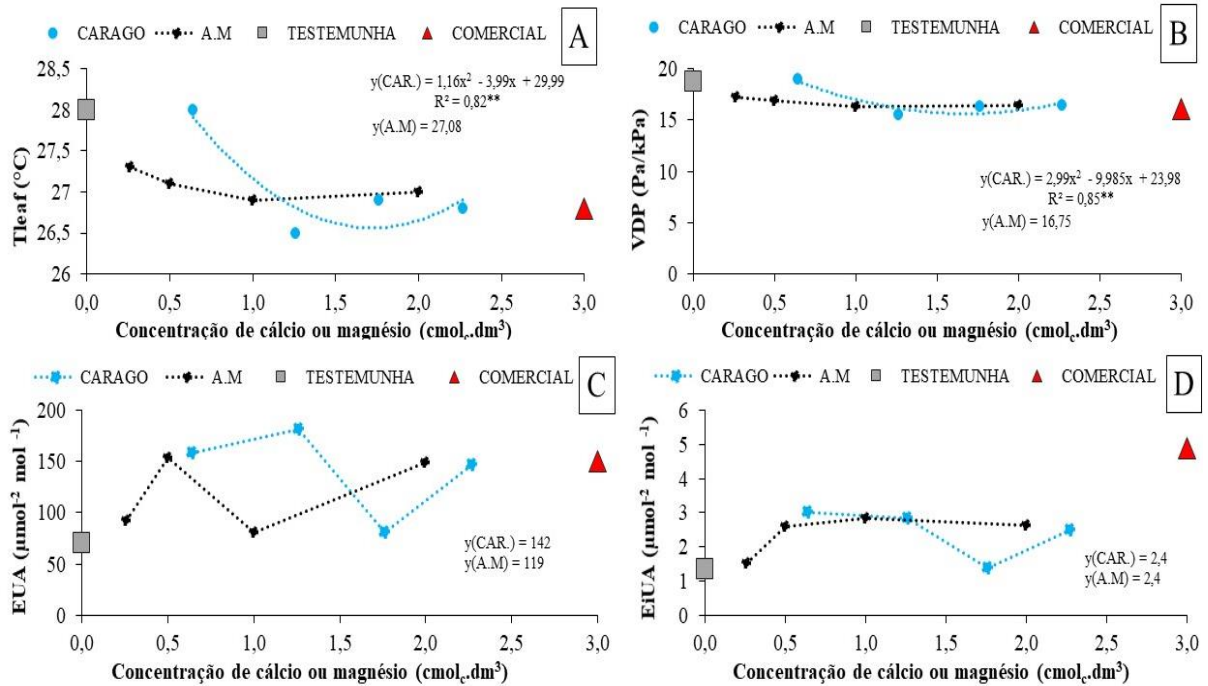 CARAGO A.M TESTEMUNHA COMERCIAL A
28,5
28
27,5
27
26,5
26
Tleaf (°C)
y(CAR.) = 1,16x² - 3,99x + 29,99
R² = 0,82**
y(A.M) = 27,08
0,0 0,5 1,0 1,5 2,0 2,5 3,0
Concentração de cálcio ou magnésio (cmolc.dm³)
CARAGO A.M TESTEMUNHA COMERCIAL B
20
15
10
5
0
VDP (Pa/kPa)
y(CAR.) = 2,99x² - 9,985x + 23,98
R² = 0,85**
y(A.M) = 16,75
0,0 0,5 1,0 1,5 2,0 2,5 3,0
Concentração de cálcio ou magnésio (cmolc.dm³)
CARAGO A.M TESTEMUNHA COMERCIAL C
200
150
100
50
0
EUA (µmol⁻² mol ⁻¹)
y(CAR.) = 142
y(A.M) = 119
0,0 0,5 1,0 1,5 2,0 2,5 3,0
Concentração de cálcio ou magnésio (cmolc.dm³)
CARAGO A.M TESTEMUNHA COMERCIAL D
6
5
4
3
2
1
0
EiUA (µmol⁻² mol ⁻¹)
y(CAR.) = 2,4
y(A.M) = 2,4
0,0 0,5 1,0 1,5 2,0 2,5 3,0
Concentração de cálcio ou magnésio (cmolc.dm³)